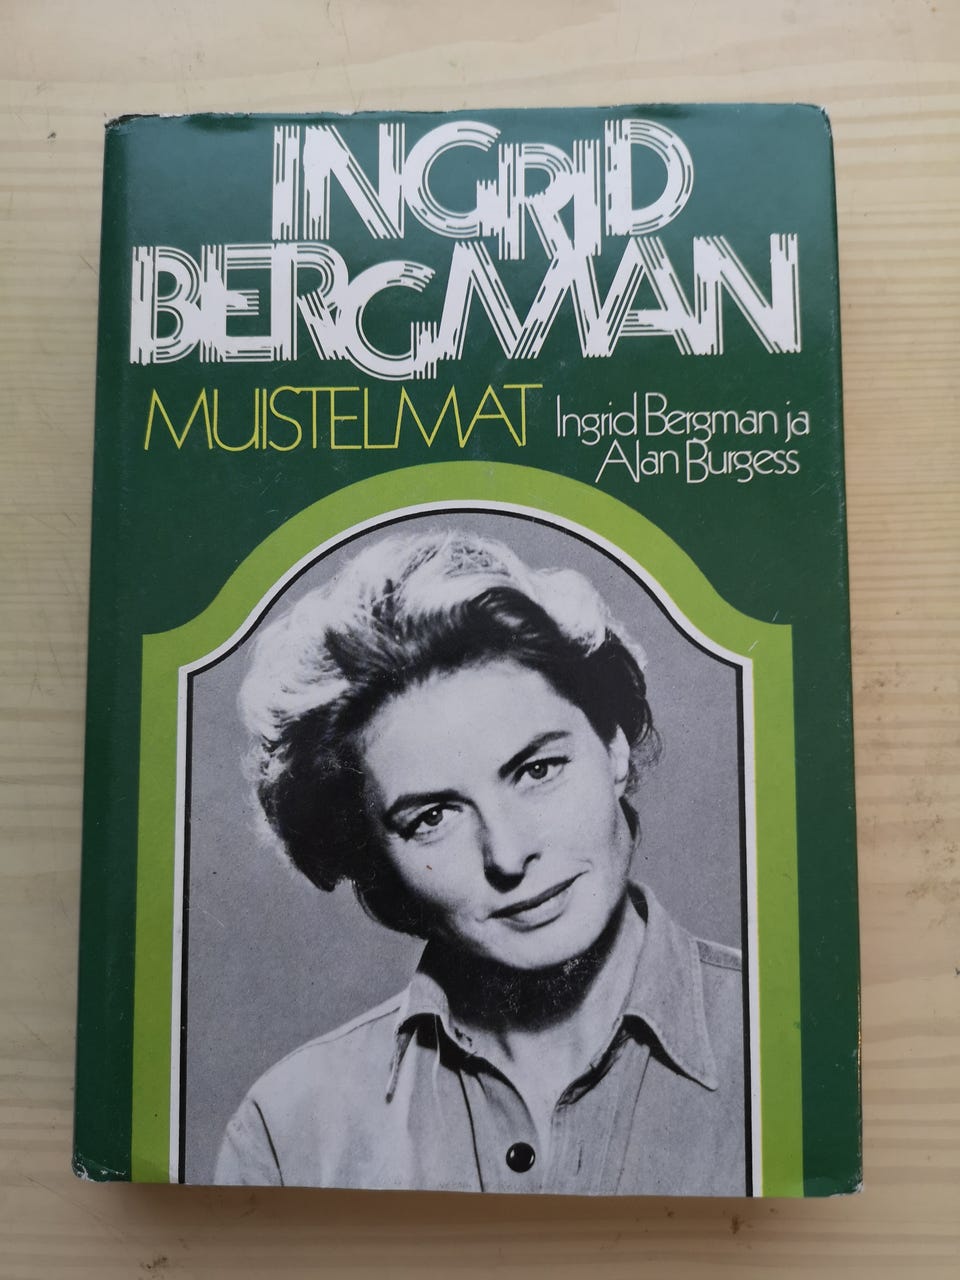 INGRID
BERGMAN
MUISTELMAT
Ingrid Bergman ja
Alan Burgess